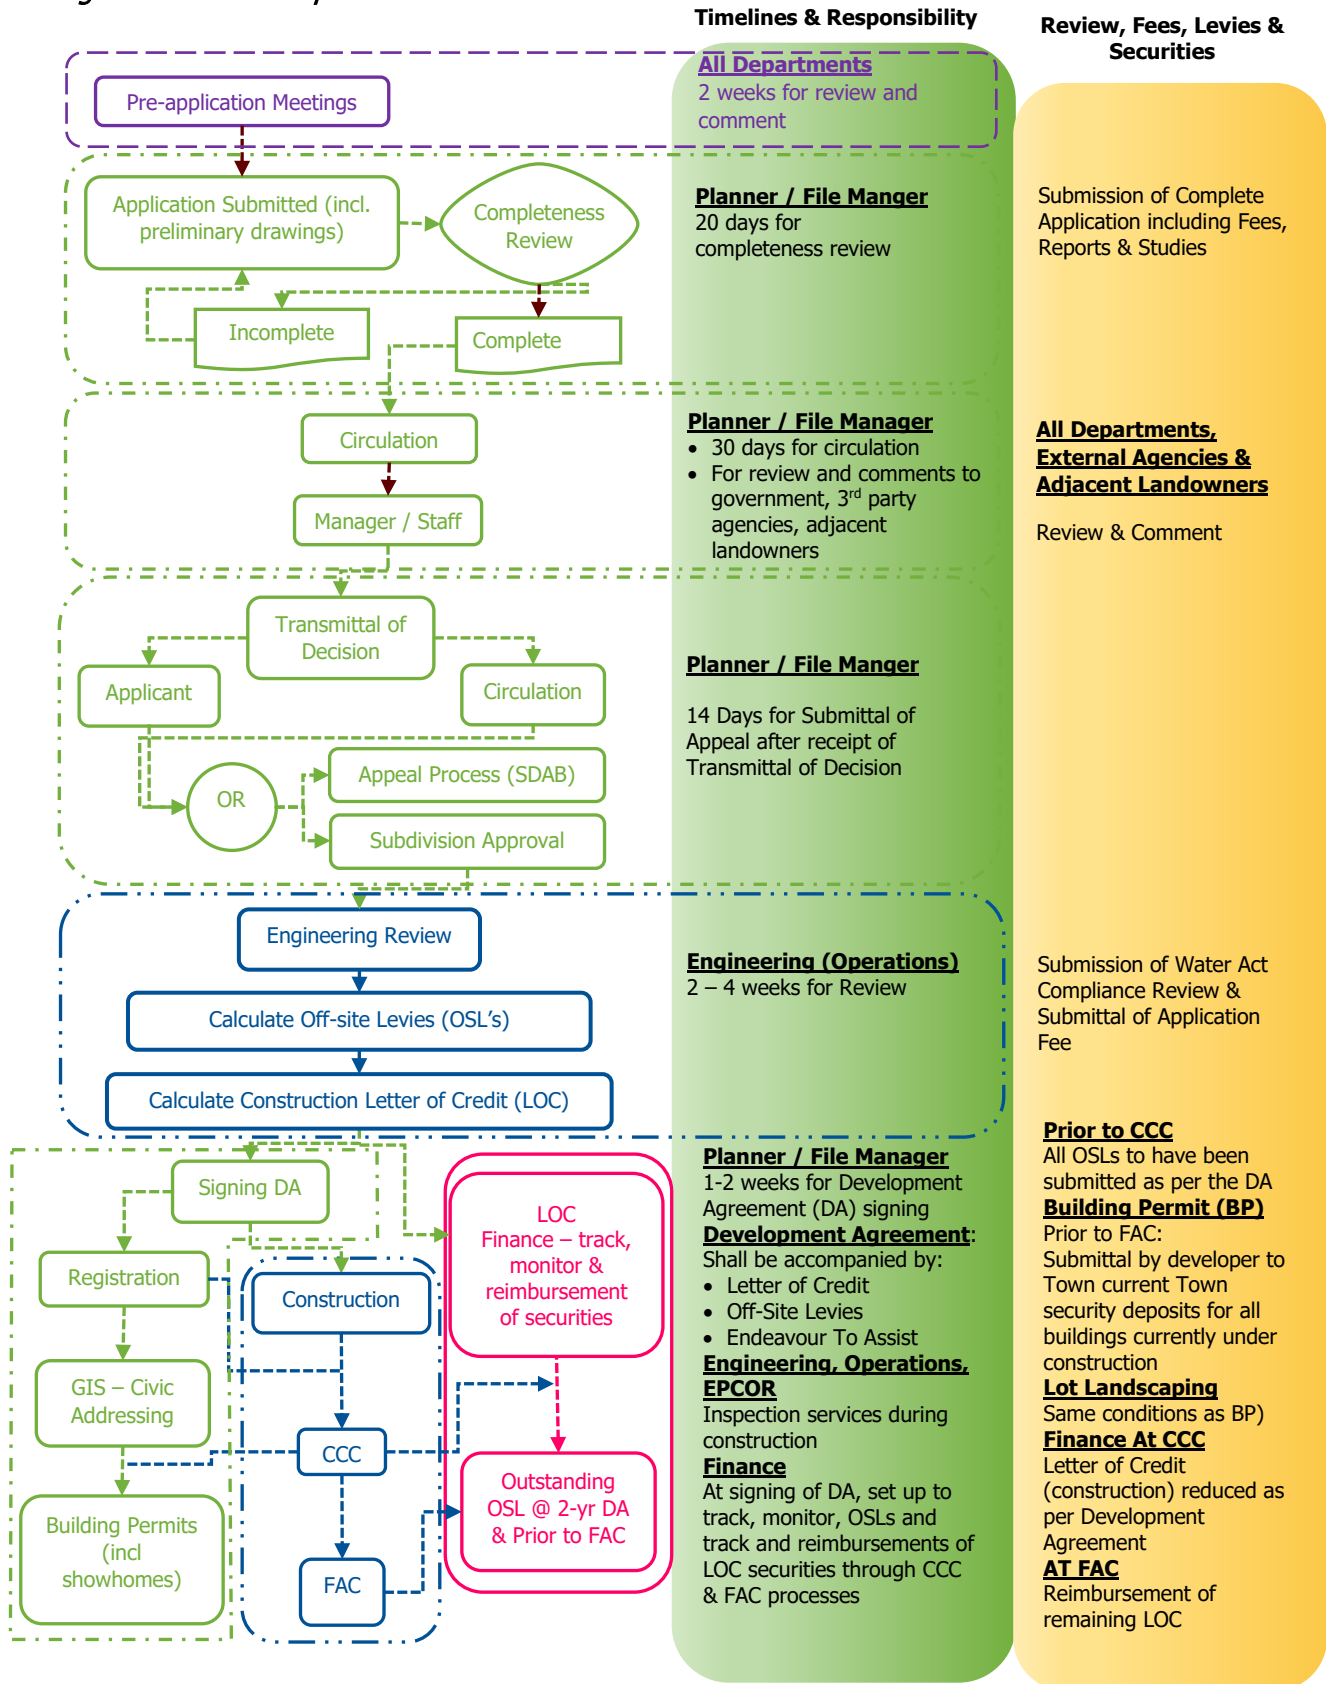 Timelines & Responsibility
Review, Fees, Levies &
Securities
Pre-application Meetings
All Departments
2 weeks for review and
comment
Application Submitted (incl.
preliminary drawings)
Completeness
Review
Incomplete
Complete
Planner / File Manger
20 days for
completeness review
Submission of Complete
Application including Fees,
Reports & Studies
Circulation
Manager / Staff
Planner / File Manager
• 30 days for circulation
• For review and comments to
government, 3rd party
agencies, adjacent
landowners
All Departments,
External Agencies &
Adjacent Landowners
Review & Comment
Transmittal of
Decision
Applicant
Circulation
OR
Appeal Process (SDAB)
Subdivision Approval
Planner / File Manger
14 Days for Submittal of
Appeal after receipt of
Transmittal of Decision
Engineering Review
Calculate Off-site Levies (OSL's)
Calculate Construction Letter of Credit (LOC)
Engineering (Operations)
2 – 4 weeks for Review
Submission of Water Act
Compliance Review &
Submittal of Application
Fee
Signing DA
Registration
GIS – Civic
Addressing
Building Permits
(incl
showhomes)
Construction
CCC
FAC
LOC
Finance – track,
monitor &
reimbursement
of securities
Outstanding
OSL @ 2-yr DA
& Prior to FAC
Planner / File Manager
1-2 weeks for Development
Agreement (DA) signing
Development Agreement:
Shall be accompanied by:
• Letter of Credit
• Off-Site Levies
• Endeavour To Assist
Engineering, Operations,
EPCOR
Inspection services during
construction
Finance
At signing of DA, set up to
track, monitor, OSLs and
track and reimbursements of
LOC securities through CCC
& FAC processes
Prior to CCC
All OSLs to have been
submitted as per the DA
Building Permit (BP)
Prior to FAC:
Submittal by developer to
Town current Town
security deposits for all
buildings currently under
construction
Lot Landscaping
Same conditions as BP)
Finance At CCC
Letter of Credit
(construction) reduced as
per Development
Agreement
AT FAC
Reimbursement of
remaining LOC